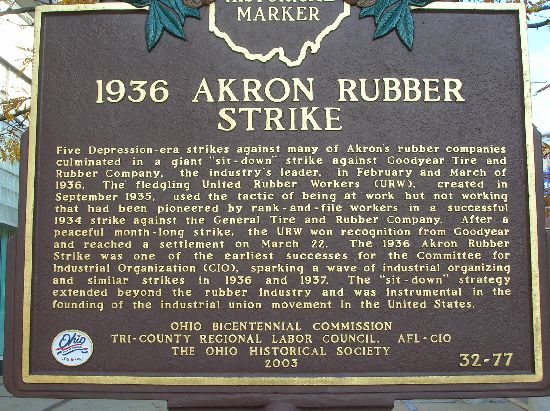 HISTORICAL
MARKER
1936 AKRON RUBBER
STRIKE
Five Depression-era strikes against many of Akron's rubber companies
culminated in a giant "sit-down" strike against Goodyear Tire and
Rubber Company, the industry's leader, in February and March of
1936. The fledgling United Rubber Workers (URW), created in
September 1935, used the tactic of being at work but not working
that had been pioneered by rank-and-file workers in a successful
1934 strike against the General Tire and Rubber Company. After a
peaceful month-long strike, the URW won recognition from Goodyear
and reached a settlement on March 22. The 1936 Akron Rubber
Strike was one of the earliest successes for the Committee for
Industrial Organization (CIO), sparking a wave of industrial organizing
and similar strikes in 1936 and 1937. The "sit-down" strategy
extended beyond the rubber industry and was instrumental in the
founding of the industrial union movement in the United States.
OHIO BICENTENNIAL COMMISSION
TRI-COUNTY REGIONAL LABOR COUNCIL, AFL-CIO
THE OHIO HISTORICAL SOCIETY
2003
32-77
Ohio